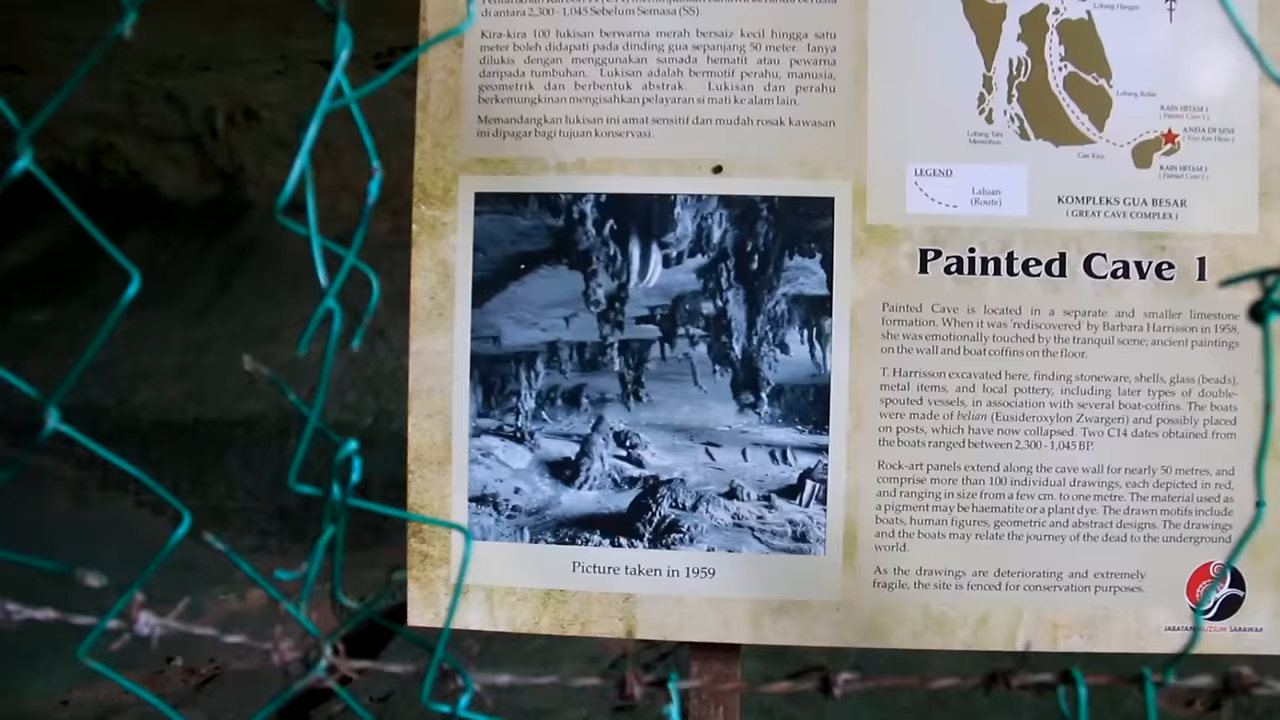 di antara 2,300 - 1,045 Sebelum Semasa (SS).
Kira-kira 100 lukisan berwarna merah bersaiz kecil hingga satu
meter boleh didapati pada dinding gua sepanjang 50 meter. Ianya
dilukis dengan menggunakan samada hematit atau pewarna
daripada tumbuhan. Lukisan adalah bermotif perahu, manusia,
geometrik dan berbentuk abstrak. Lukisan dan perahu
berkemungkinan mengisahkan pelayaran si mati ke alam lain.
Memandangkan lukisan ini amat sensitif dan mudah rosak kawasan
ini dipagar bagi tujuan konservasi.
Picture taken in 1959
Lobang Hangus
Lobang Bulan
KAIN HITAM 1
( Painted Cave 1 )
ANDA DI SINI
( You Are Here )
Lobang Tahi
Menimbun
Gan Kira
KAIN HITAM 2
( Painted Cave 2 )
LEGEND
Laluan
(Route)
KOMPLEKS GUA BESAR
( GREAT CAVE COMPLEX )
Painted Cave 1
Painted Cave is located in a separate and smaller limestone
formation. When it was 'rediscovered' by Barbara Harrisson in 1958,
she was emotionally touched by the tranquil scene; ancient paintings
on the wall and boat coffins on the floor.
T. Harrisson excavated here, finding stoneware, shells, glass (beads),
metal items, and local pottery, including later types of double-
spouted vessels, in association with several boat-coffins. The boats
were made of belian (Eusideroxylon Zwargeri) and possibly placed
on posts, which have now collapsed. Two C14 dates obtained from
the boats ranged between 2,300 - 1,045 BP.
Rock-art panels extend along the cave wall for nearly 50 metres, and
comprise more than 100 individual drawings, each depicted in red,
and ranging in size from a few cm. to one metre. The material used as
a pigment may be haematite or a plant dye. The drawn motifs include
boats, human figures, geometric and abstract designs. The drawings
and the boats may relate the journey of the dead to the underground
world.
As the drawings are deteriorating and extremely
fragile, the site is fenced for conservation purposes.
JABATAN MUZIUM SARAWAK